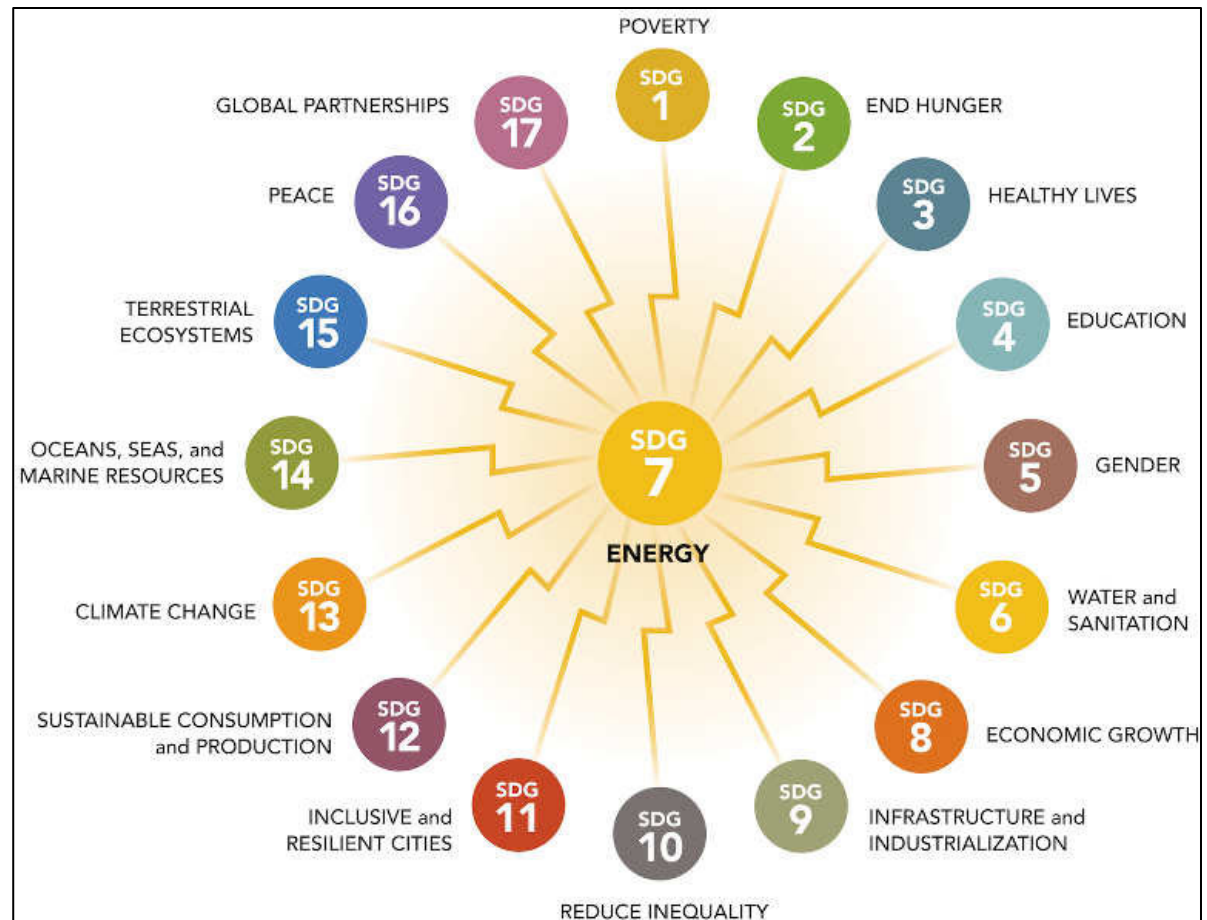 POVERTY
SDG
1
SDG
2
END HUNGER
SDG
3
HEALTHY LIVES
SDG
4
EDUCATION
SDG
5
GENDER
SDG
6
WATER and
SANITATION
SDG
7
ENERGY
SDG
8
ECONOMIC GROWTH
SDG
9
INFRASTRUCTURE and
INDUSTRIALIZATION
SDG
10
REDUCE INEQUALITY
SDG
11
INCLUSIVE and
RESILIENT CITIES
SDG
12
SUSTAINABLE CONSUMPTION
and PRODUCTION
SDG
13
CLIMATE CHANGE
SDG
14
OCEANS, SEAS, and
MARINE RESOURCES
SDG
15
TERRESTRIAL
ECOSYSTEMS
SDG
16
PEACE
SDG
17
GLOBAL PARTNERSHIPS